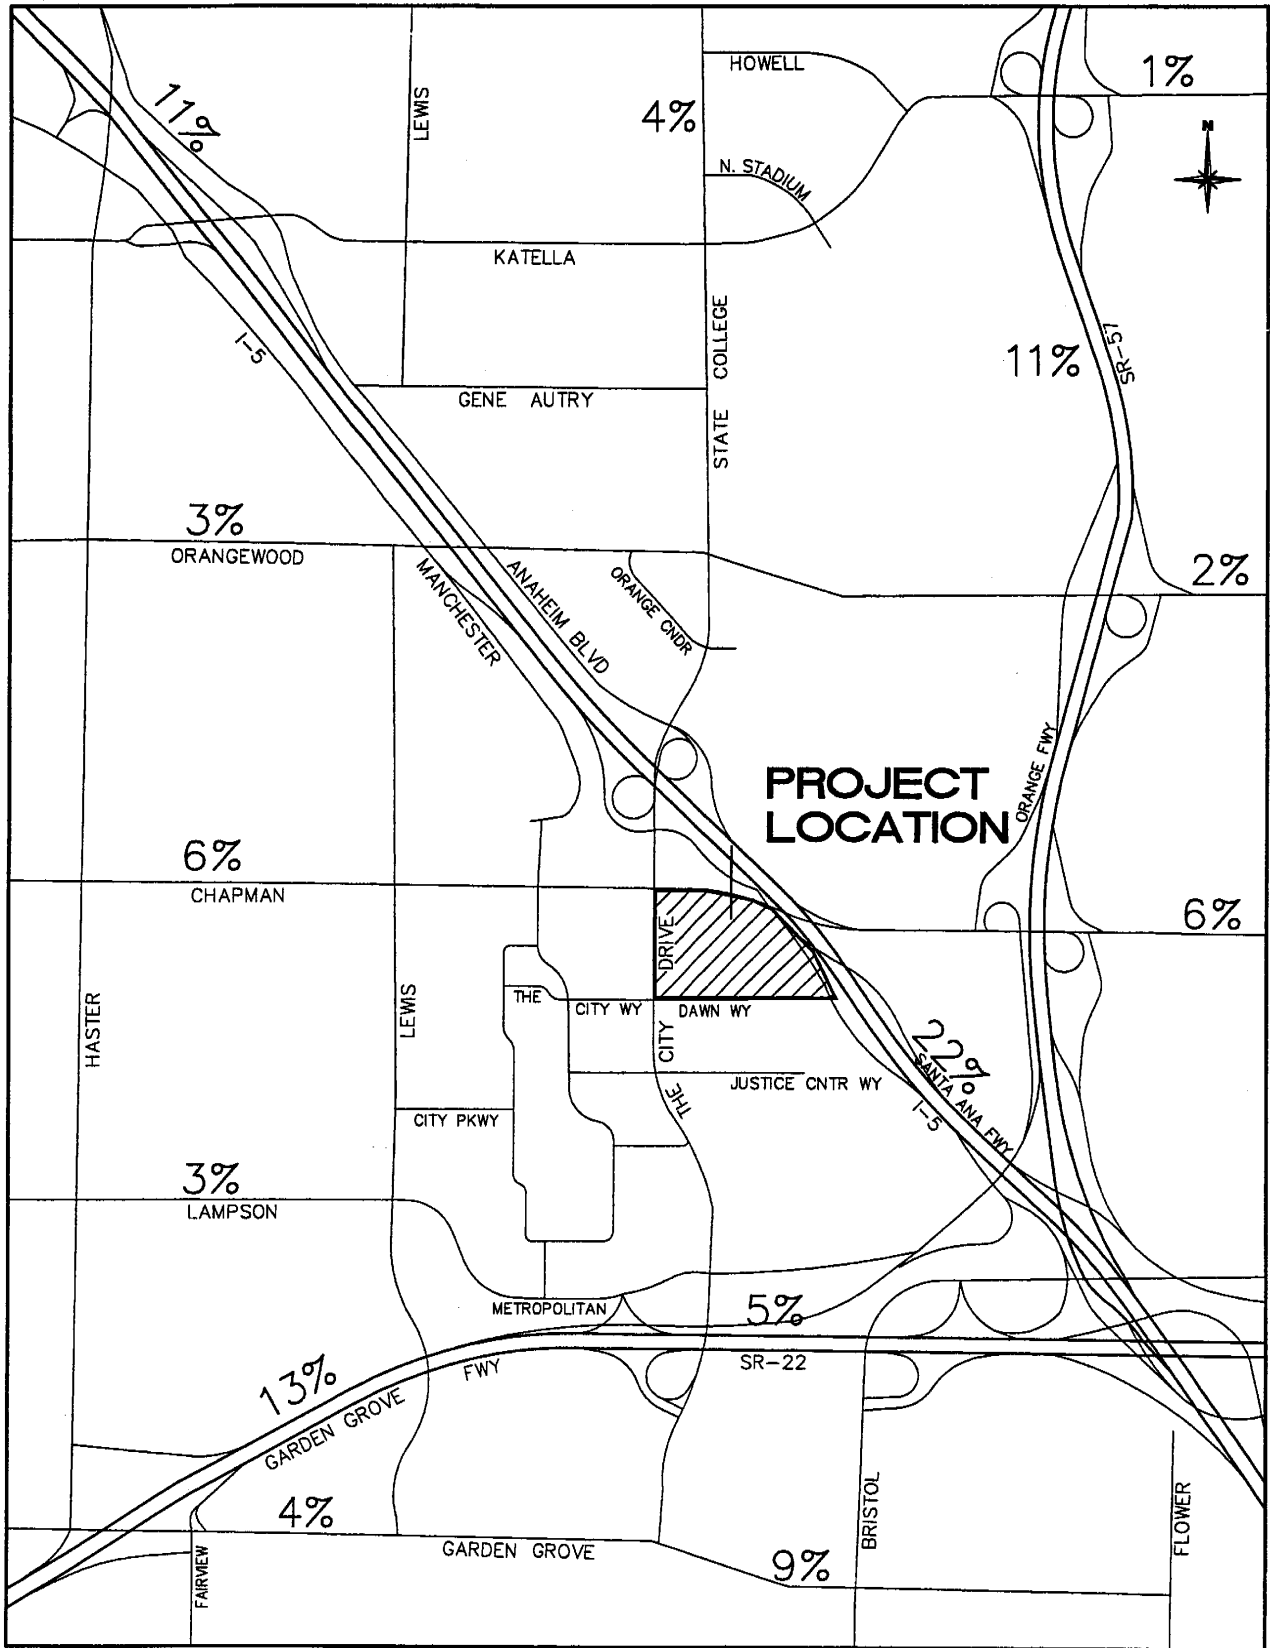 HOWELL
1%
11%
LEWIS
4%
N
N. STADIUM
KATELLA
I-5
STATE COLLEGE
11%
SR-57
GENE AUTRY
3%
ORANGEWOOD
MANCHESTER
ANAHEIM BLVD
ORANGE CNDR
2%
PROJECT
LOCATION
ORANGE FWY
6%
CHAPMAN
6%
DRIVE
HASTER
LEWIS
THE
CITY WY
DAWN WY
CITY
22%
SANTA ANA FWY
I-5
JUSTICE CNTR WY
THE
CITY PKWY
3%
LAMPSON
METROPOLITAN
5%
SR-22
13%
FWY
GARDEN GROVE
4%
GARDEN GROVE
BRISTOL
FLOWER
FAIRVIEW
9%